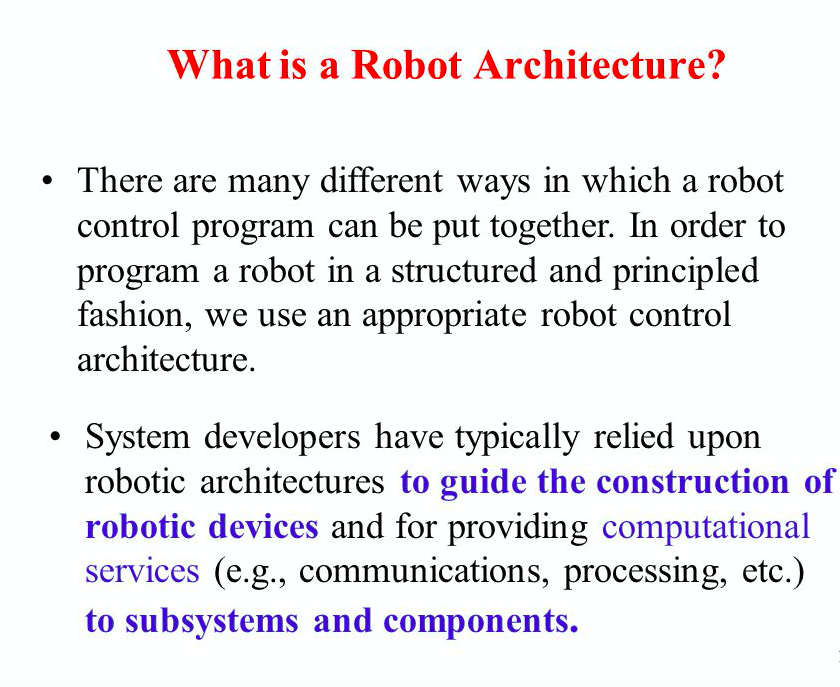 What is a Robot Architecture?
• There are many different ways in which a robot
control program can be put together. In order to
program a robot in a structured and principled
fashion, we use an appropriate robot control
architecture.
• System developers have typically relied upon
robotic architectures to guide the construction of
robotic devices and for providing computational
services (e.g., communications, processing, etc.)
to subsystems and components.